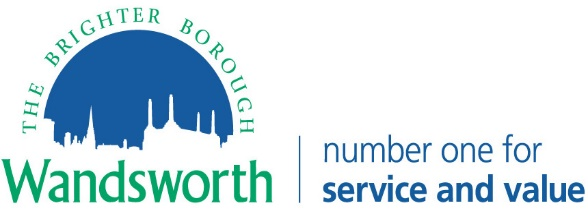 THE BRIGHTER BOROUGH
Wandsworth
number one for
service and value